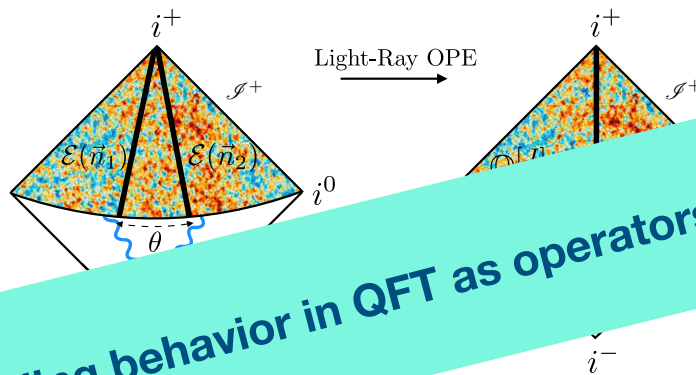 i⁺
i⁺
Light-Ray OPE
𝓘⁺
𝓘⁺
ℰ(n⃗₁)
ℰ(n⃗₂)
i⁰
θ
behavior in QFT as operators
i⁻